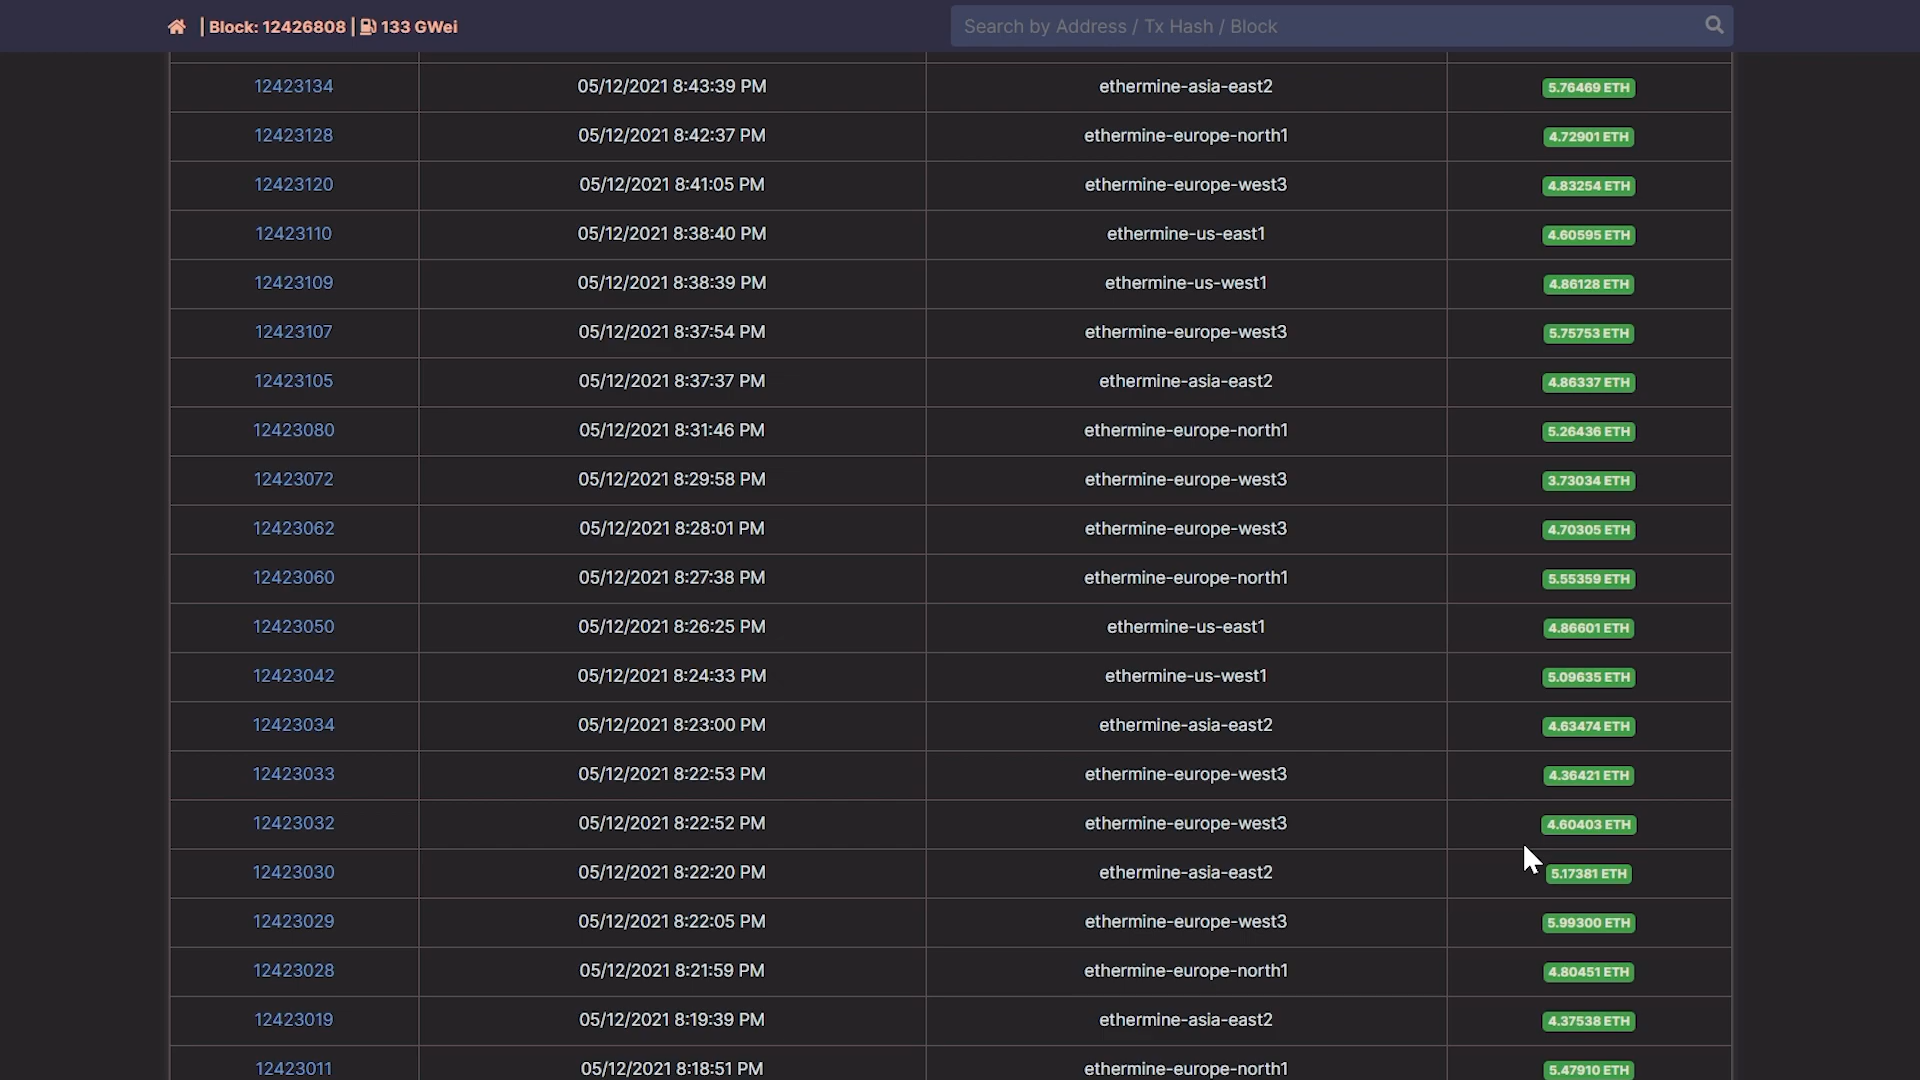 | Block: 12426808 | 133 GWei Search by Address / Tx Hash / Block
12423134 05/12/2021 8:43:39 PM ethermine-asia-east2 5.76469 ETH
12423128 05/12/2021 8:42:37 PM ethermine-europe-north1 4.72901 ETH
12423120 05/12/2021 8:41:05 PM ethermine-europe-west3 4.83254 ETH
12423110 05/12/2021 8:38:40 PM ethermine-us-east1 4.60595 ETH
12423109 05/12/2021 8:38:39 PM ethermine-us-west1 4.86128 ETH
12423107 05/12/2021 8:37:54 PM ethermine-europe-west3 5.75753 ETH
12423105 05/12/2021 8:37:37 PM ethermine-asia-east2 4.86337 ETH
12423080 05/12/2021 8:31:46 PM ethermine-europe-north1 5.26436 ETH
12423072 05/12/2021 8:29:58 PM ethermine-europe-west3 3.73034 ETH
12423062 05/12/2021 8:28:01 PM ethermine-europe-west3 4.70305 ETH
12423060 05/12/2021 8:27:38 PM ethermine-europe-north1 5.55359 ETH
12423050 05/12/2021 8:26:25 PM ethermine-us-east1 4.86601 ETH
12423042 05/12/2021 8:24:33 PM ethermine-us-west1 5.09635 ETH
12423034 05/12/2021 8:23:00 PM ethermine-asia-east2 4.63474 ETH
12423033 05/12/2021 8:22:53 PM ethermine-europe-west3 4.36421 ETH
12423032 05/12/2021 8:22:52 PM ethermine-europe-west3 4.60403 ETH
12423030 05/12/2021 8:22:20 PM ethermine-asia-east2 5.17381 ETH
12423029 05/12/2021 8:22:05 PM ethermine-europe-west3 5.99300 ETH
12423028 05/12/2021 8:21:59 PM ethermine-europe-north1 4.80451 ETH
12423019 05/12/2021 8:19:39 PM ethermine-asia-east2 4.37538 ETH
12423011 05/12/2021 8:18:51 PM ethermine-europe-north1 5.47910 ETH